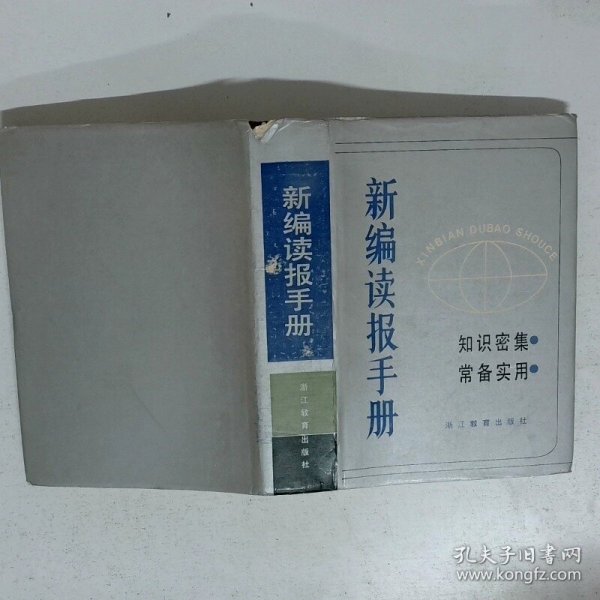 新编读报手册
浙江教育出版社
新编读报手册
XINBIAN DUBAO SHOUCE
知识密集
常备实用
浙江教育出版社
孔夫子旧书网
www.kongfz.com